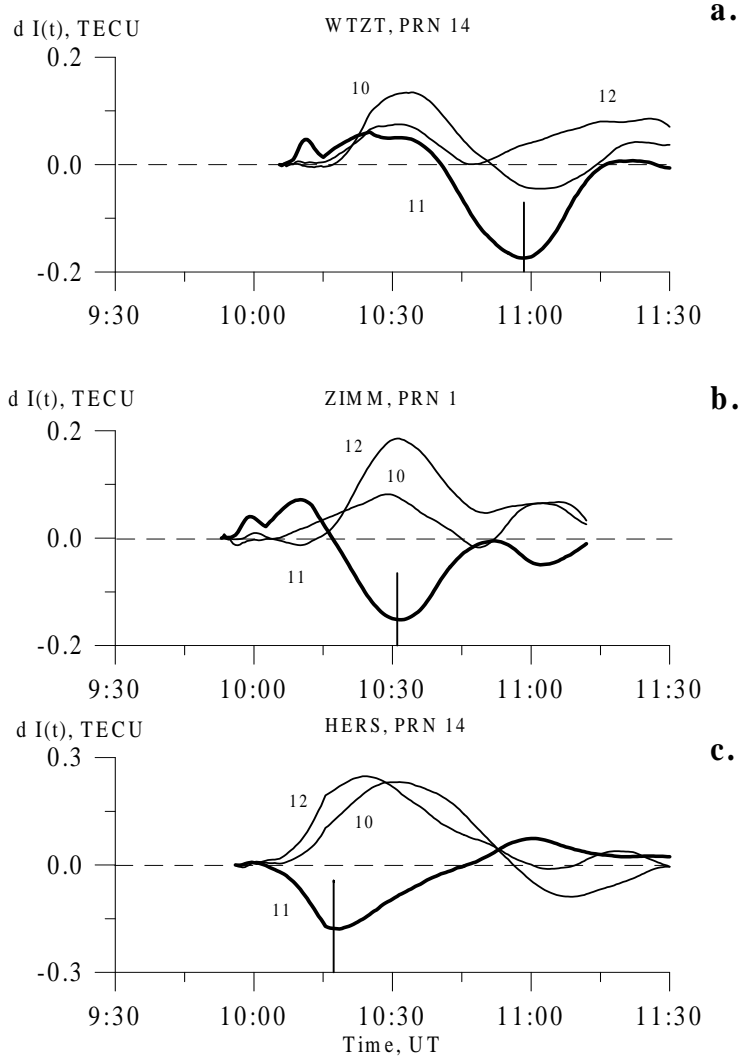 a.
d I(t), TECU
WTZT, PRN 14
0.2
10
12
0.0
11
-0.2
9:30 10:00 10:30 11:00 11:30
d I(t), TECU
ZIMM, PRN 1
b.
0.2
12
10
0.0
11
-0.2
9:30 10:00 10:30 11:00 11:30
d I(t), TECU
HERS, PRN 14
c.
0.3
12
10
0.0
11
-0.3
9:30 10:00 10:30 11:00 11:30
Time, UT